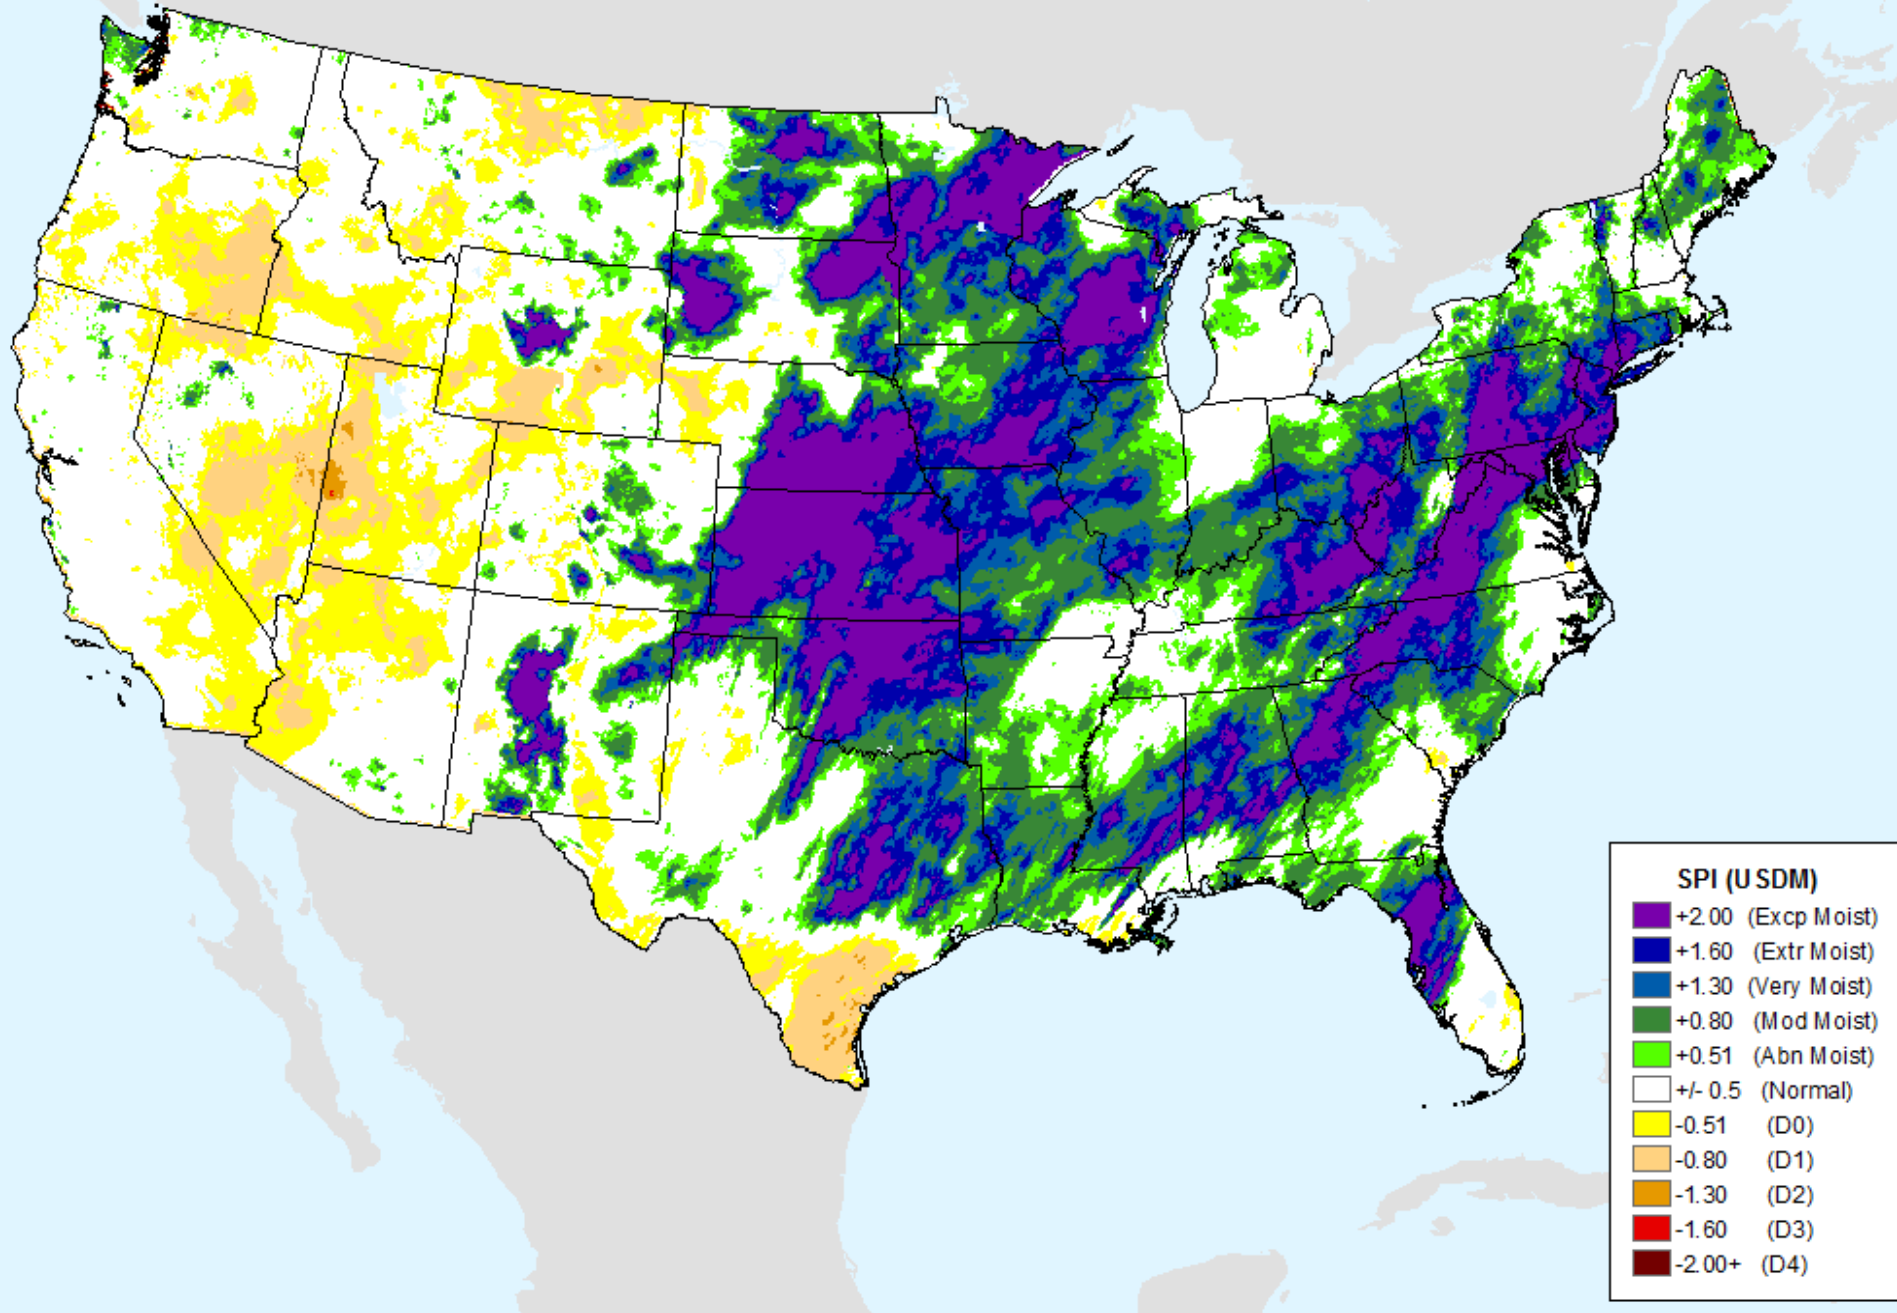 SPI (USDM)
+2.00 (Excp Moist)
+1.60 (Extr Moist)
+1.30 (Very Moist)
+0.80 (Mod Moist)
+0.51 (Abn Moist)
+/- 0.5 (Normal)
-0.51 (D0)
-0.80 (D1)
-1.30 (D2)
-1.60 (D3)
-2.00+ (D4)